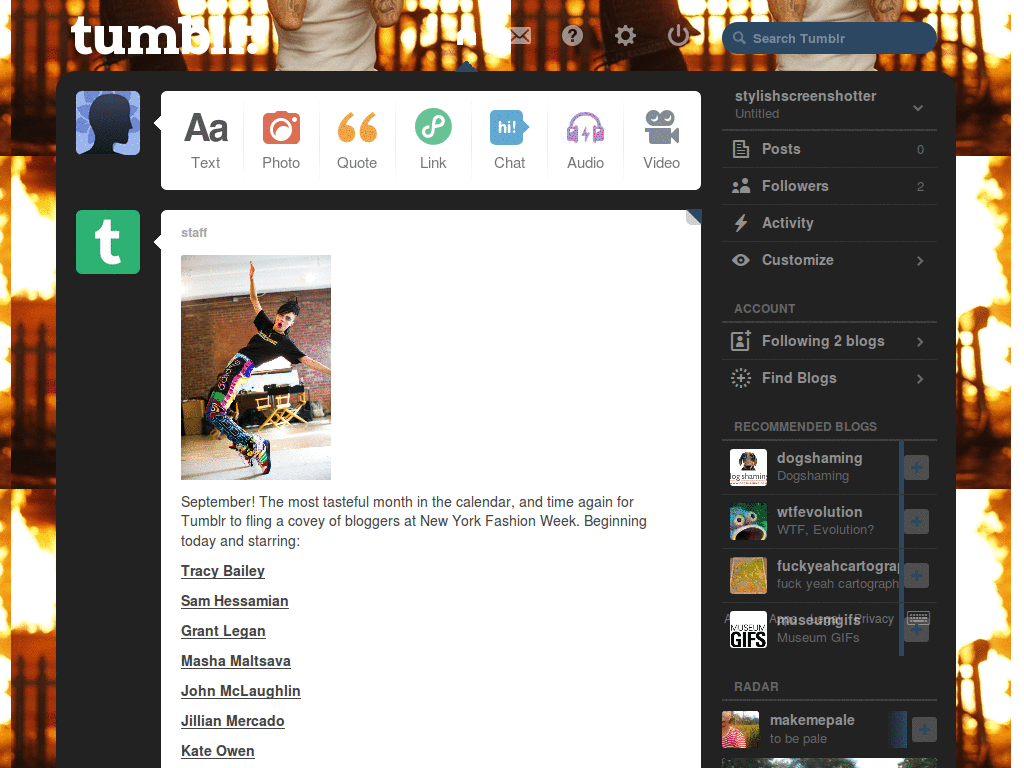 tumblr.
Search Tumblr
stylishscreenshotter
Untitled
Aa
hi!
Text
Photo
Quote
Link
Chat
Audio
Video
Posts
0
Followers
2
Activity
Customize
ACCOUNT
Following 2 blogs
Find Blogs
t
staff
September! The most tasteful month in the calendar, and time again for
Tumblr to fling a covey of bloggers at New York Fashion Week. Beginning
today and starring:
Tracy Bailey
Sam Hessamian
Grant Legan
Masha Maltsava
John McLaughlin
Jillian Mercado
Kate Owen
RECOMMENDED BLOGS
dogshaming
Dogshaming
wtfevolution
WTF, Evolution?
fuckyeahcartogra
fuck yeah cartograph
museumgifs
Museum GIFs
MUSEUM
GIFS
Apps
Legal
Privacy
RADAR
makemepale
to be pale